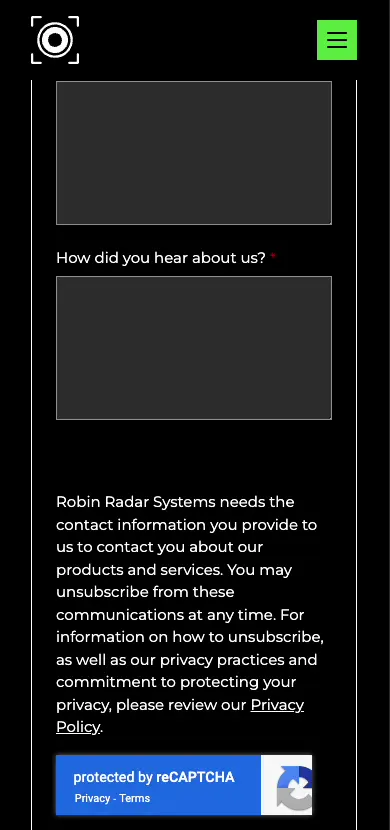 How did you hear about us? *
Robin Radar Systems needs the
contact information you provide to
us to contact you about our
products and services. You may
unsubscribe from these
communications at any time. For
information on how to unsubscribe,
as well as our privacy practices and
commitment to protecting your
privacy, please review our Privacy
Policy.
protected by reCAPTCHA
Privacy - Terms